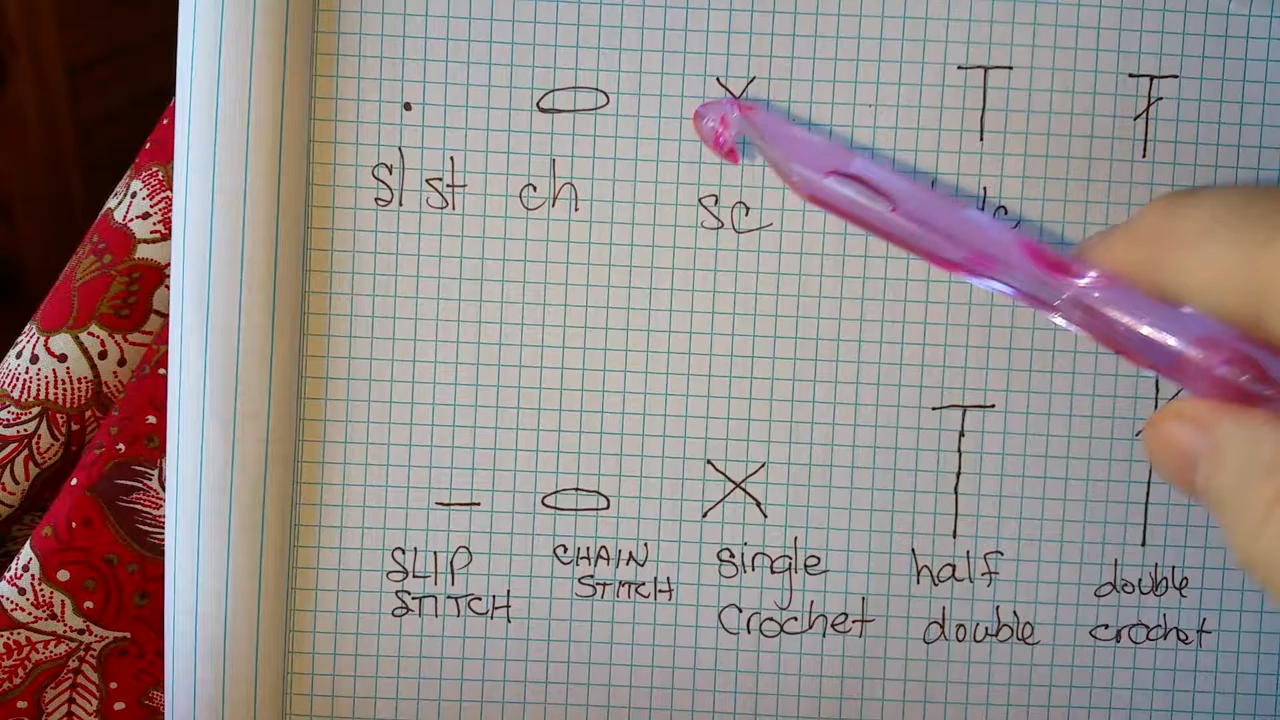 sl st ch sc
SLIP
STITCH
CHAIN
STITCH
single
crochet
half
double
double
crochet